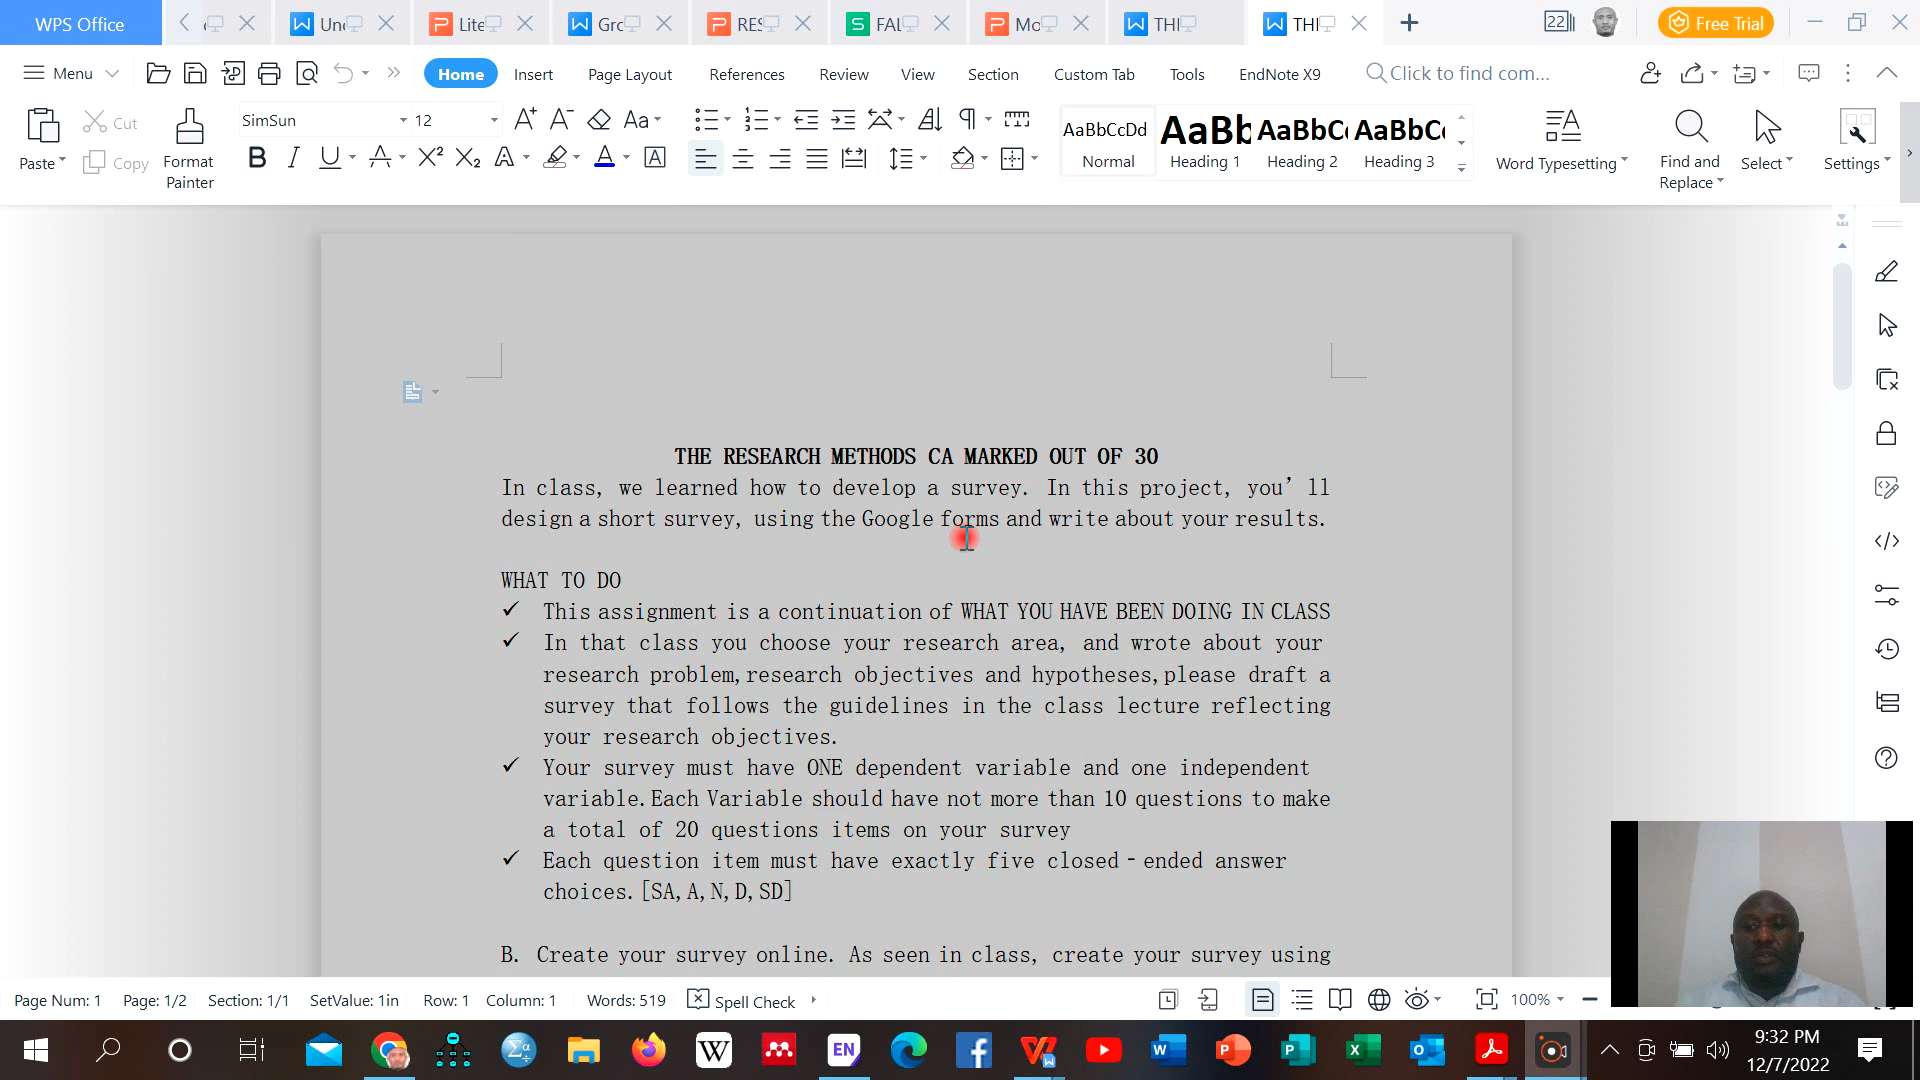 WPS Office
Und
Lite
Gro
RES
FAL
Mo
THI
THI
22
Free Trial
Menu
Home
Insert
Page Layout
References
Review
View
Section
Custom Tab
Tools
EndNote X9
Click to find com...
Paste
Cut
Copy
Format
Painter
SimSun
12
AaBbCcDd
Normal
AaBb
Heading 1
AaBbC
Heading 2
AaBbC
Heading 3
Word Typesetting
Find and
Replace
Select
Settings
THE RESEARCH METHODS CA MARKED OUT OF 30
In class, we learned how to develop a survey. In this project, you'll
design a short survey, using the Google forms and write about your results.
WHAT TO DO
✓ This assignment is a continuation of WHAT YOU HAVE BEEN DOING IN CLASS
✓ In that class you choose your research area, and wrote about your
research problem,research objectives and hypotheses,please draft a
survey that follows the guidelines in the class lecture reflecting
your research objectives.
✓ Your survey must have ONE dependent variable and one independent
variable.Each Variable should have not more than 10 questions to make
a total of 20 questions items on your survey
✓ Each question item must have exactly five closed-ended answer
choices.[SA,A,N,D,SD]
B. Create your survey online. As seen in class, create your survey using
Page Num: 1
Page: 1/2
Section: 1/1
SetValue: 1in
Row: 1
Column: 1
Words: 519
Spell Check
100%
EN
9:32 PM
12/7/2022